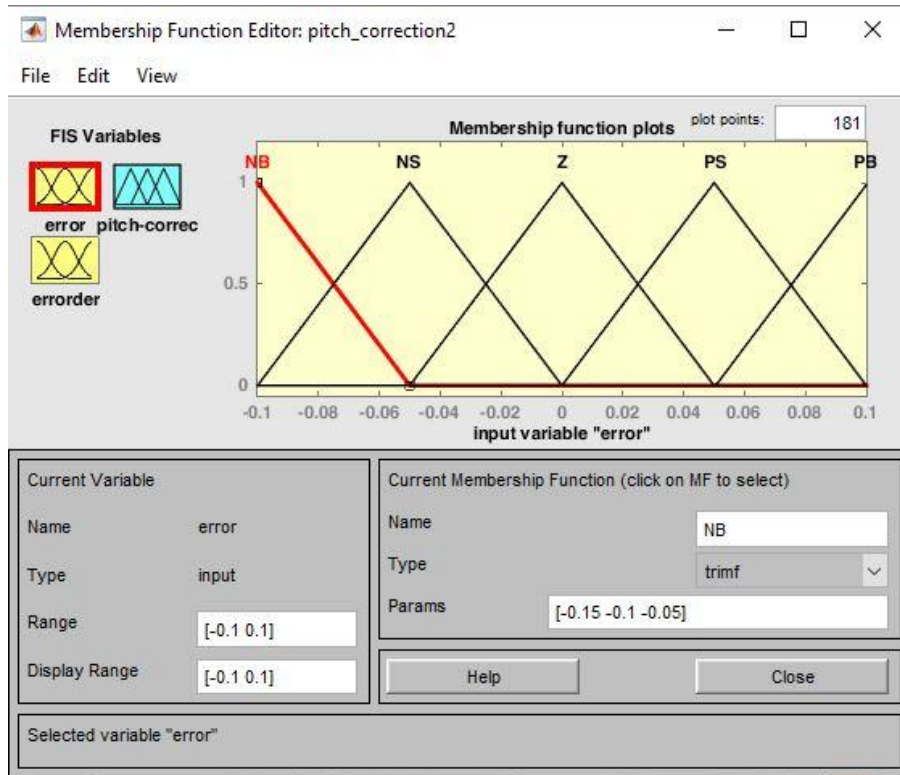 Membership Function Editor: pitch_correction2
File Edit View
FIS Variables
error pitch-correc
errorder
Membership function plots plot points: 181
NB NS Z PS PB
1
0.5
0
-0.1 -0.08 -0.06 -0.04 -0.02 0 0.02 0.04 0.06 0.08 0.1
input variable "error"
Current Variable
Name error
Type input
Range [-0.1 0.1]
Display Range [-0.1 0.1]
Current Membership Function (click on MF to select)
Name NB
Type trimf
Params [-0.15 -0.1 -0.05]
Help Close
Selected variable "error"